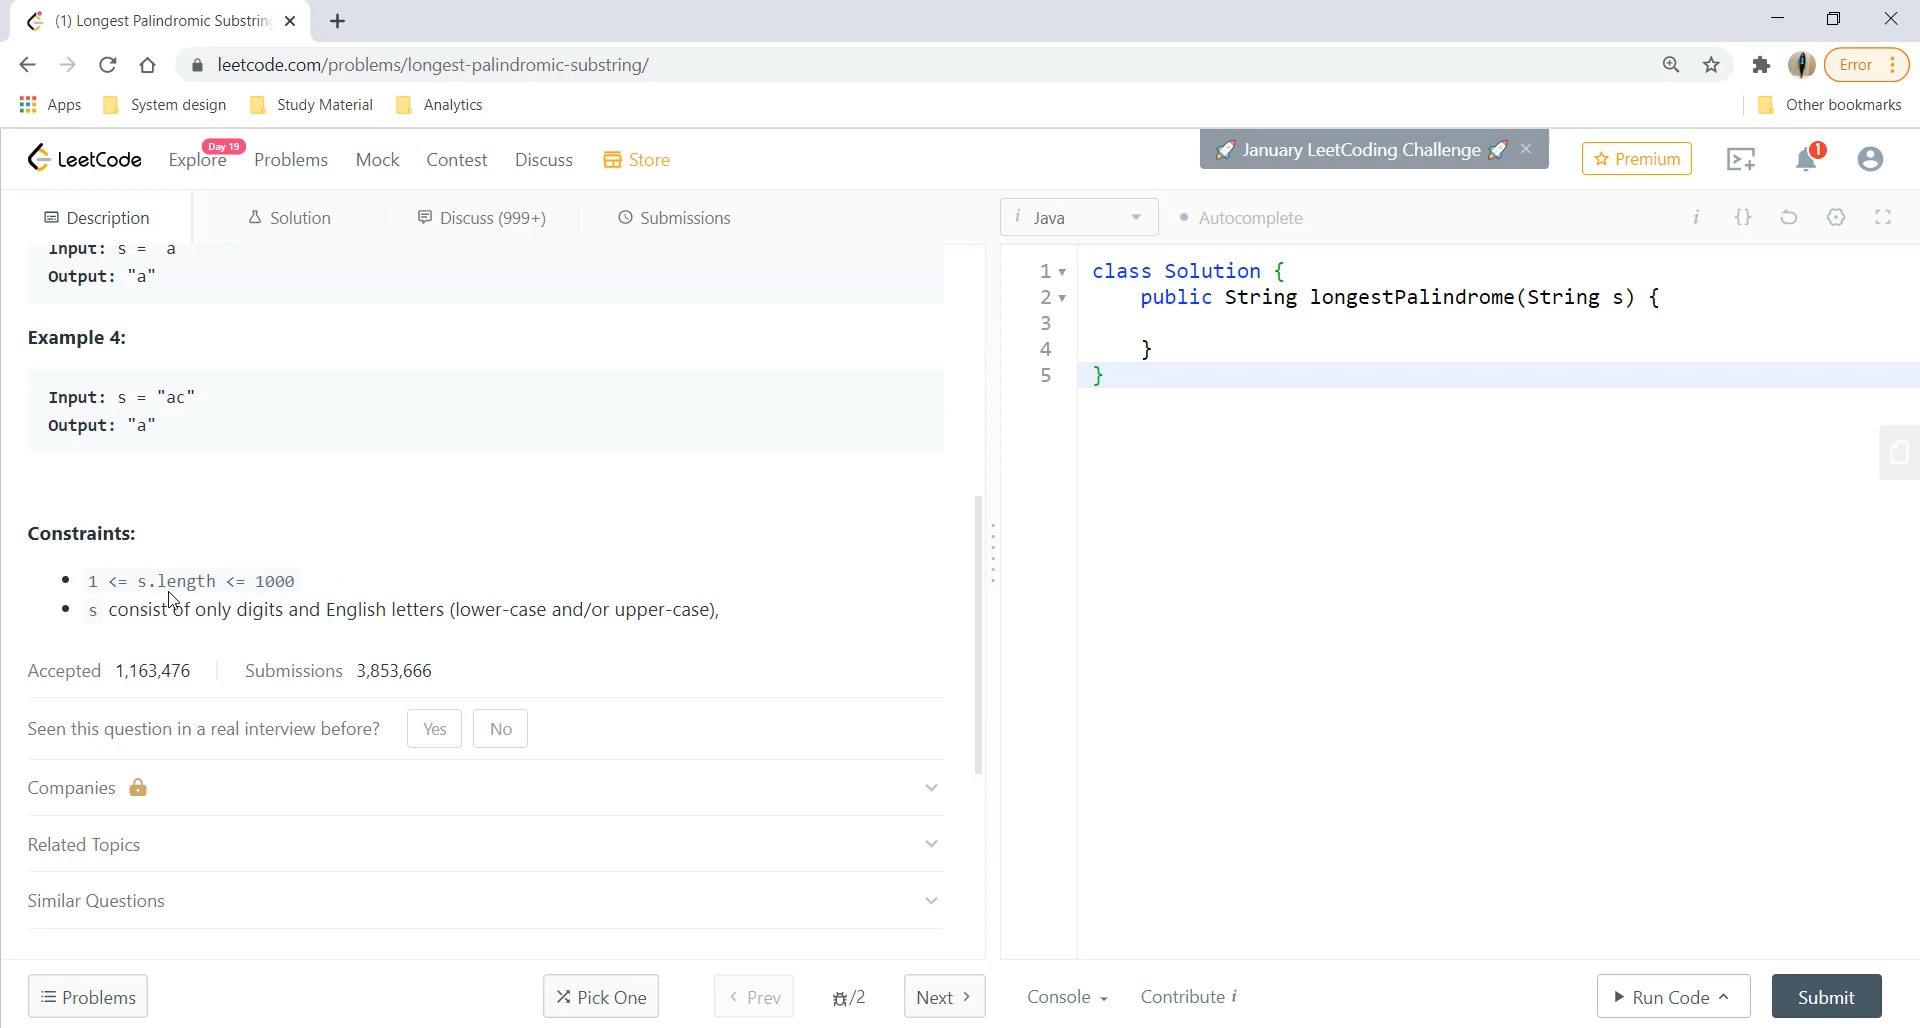 (1) Longest Palindromic Substring
leetcode.com/problems/longest-palindromic-substring/
Error
Apps
System design
Study Material
Analytics
Other bookmarks
LeetCode
Explore
Day 19
Problems
Mock
Contest
Discuss
Store
🚀 January LeetCoding Challenge 🚀
Premium
1
Description
Solution
Discuss (999+)
Submissions
i Java
Autocomplete
i
{}
Input: s = "a"
Output: "a"
Example 4:
Input: s = "ac"
Output: "a"
Constraints:
1 <= s.length <= 1000
s consist of only digits and English letters (lower-case and/or upper-case),
Accepted 1,163,476
Submissions 3,853,666
Seen this question in a real interview before?
Yes
No
Companies
Related Topics
Similar Questions
1 class Solution {
2 public String longestPalindrome(String s) {
3
4 }
5 }
Problems
Pick One
Prev
/2
Next
Console
Contribute i
Run Code
Submit